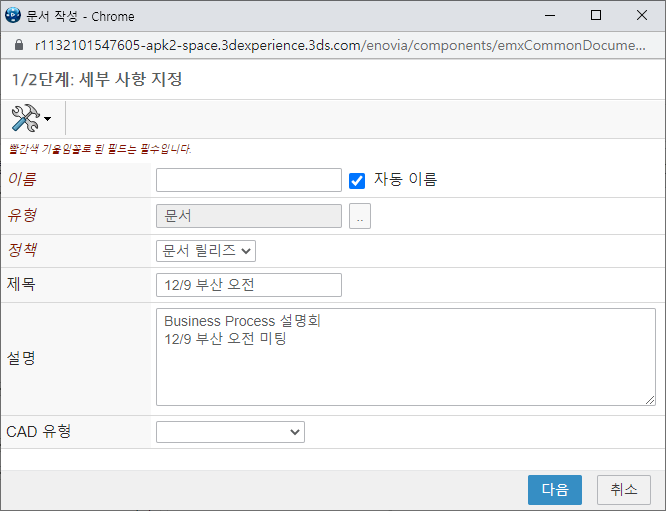 문서 작성 - Chrome
r1132101547605-apk2-space.3dexperience.3ds.com/enovia/components/emxCommonDocume...
1/2단계: 세부 사항 지정
빨간색 기울임꼴로 된 필드는 필수입니다.
이름 자동 이름
유형 문서 ..
정책 문서 릴리즈
제목 12/9 부산 오전
설명 Business Process 설명회
12/9 부산 오전 미팅
CAD 유형
다음 취소